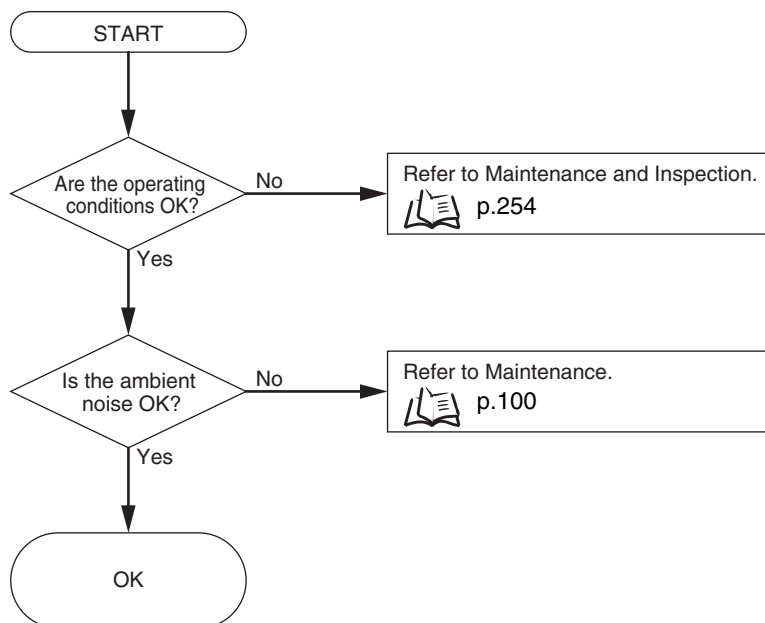 START
Are the operating
conditions OK?
No
Refer to Maintenance and Inspection.
p.254
Yes
Is the ambient
noise OK?
No
Refer to Maintenance.
p.100
Yes
OK